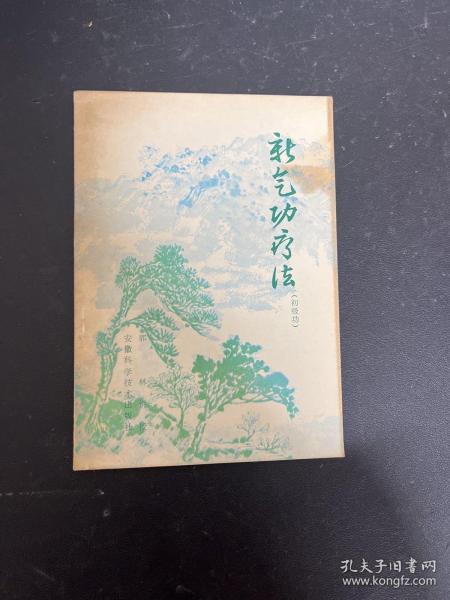 新气功疗法
（初级功）
郭林
安徽科学技术出版社
孔夫子旧书网
www.kongfz.com